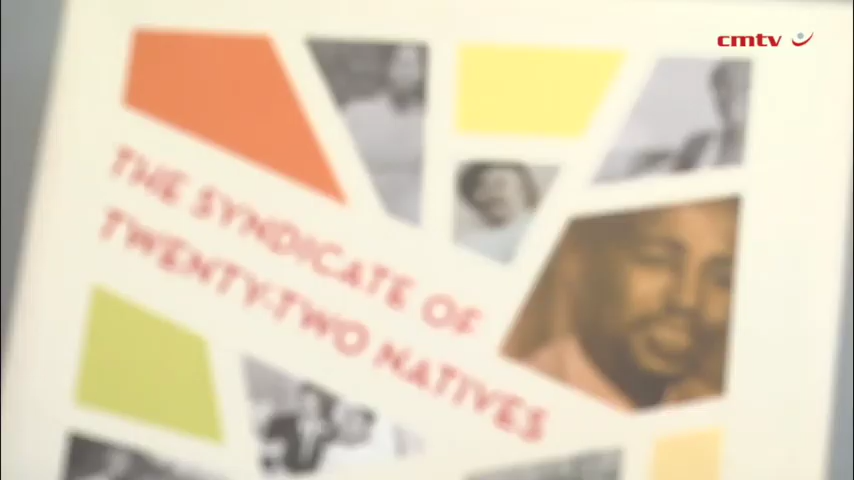 cmtv
THE SYNDICATE OF
TWENTY-TWO NATIVES